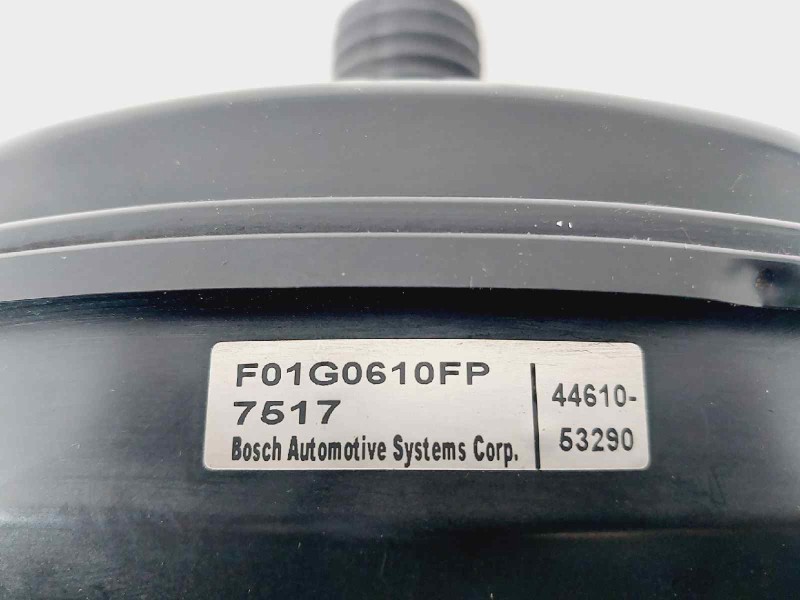 F01G0610FP
7517
Bosch Automotive Systems Corp.
44610-
53290